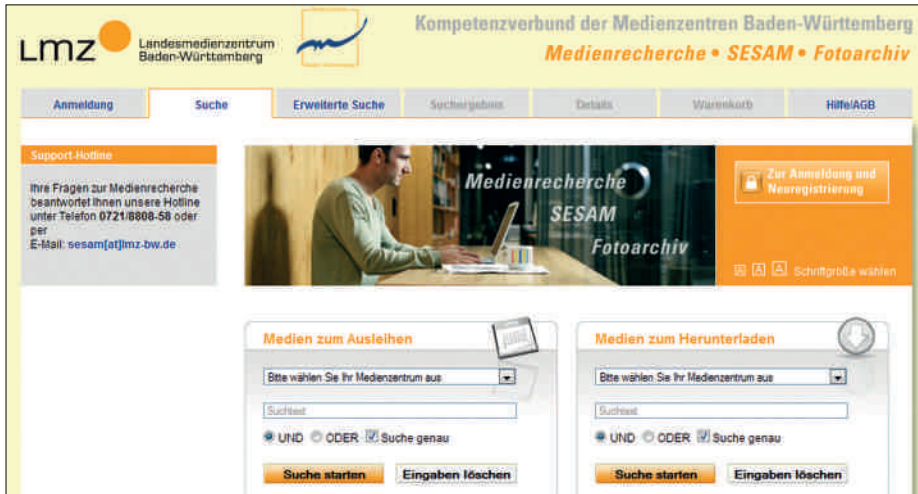 Lmz Landesmedienzentrum
Baden-Württemberg
Kompetenzverbund der Medienzentren Baden-Württemberg
Medienrecherche • SESAM • Fotoarchiv
Anmeldung Suche Erweiterte Suche Suchergebnis Details Warenkorb Hilfe/AGB
Support-Hotline
Ihre Fragen zur Medienrecherche
beantwortet Ihnen unsere Hotline
unter Telefon 0721/8808-58 oder
per
E-Mail: sesam[at]lmz-bw.de
Medienrecherche
SESAM
Fotoarchiv
Zur Anmeldung und
Neuregistrierung
A A A Schriftgröße wählen
Medien zum Ausleihen
Bitte wählen Sie Ihr Medienzentrum aus
Suchtext
UND ODER Suche genau
Suche starten Eingaben löschen
Medien zum Herunterladen
Bitte wählen Sie Ihr Medienzentrum aus
Suchtext
UND ODER Suche genau
Suche starten Eingaben löschen